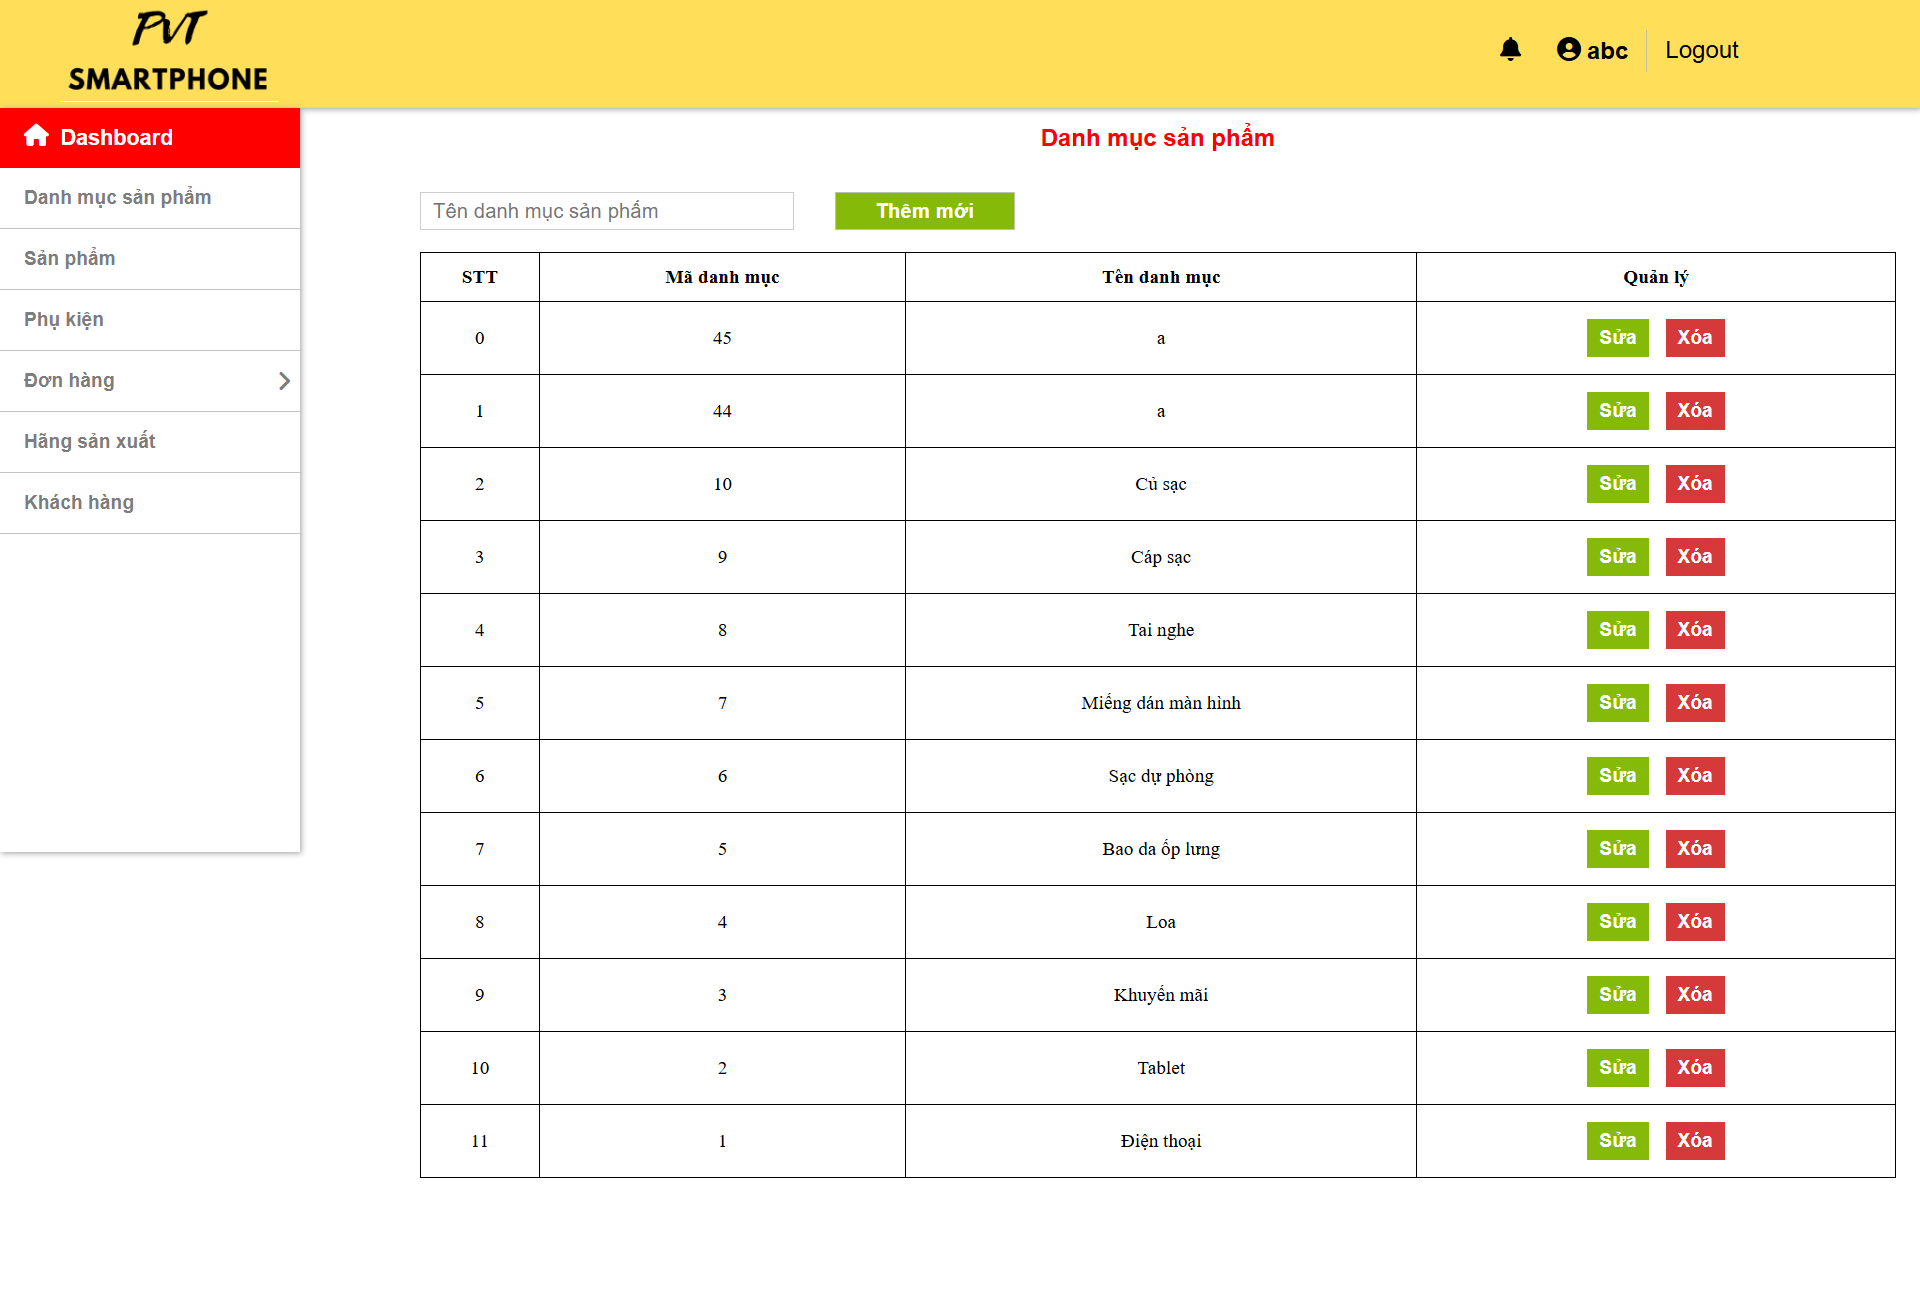 PVT
SMARTPHONE
abc Logout
Dashboard
Danh mục sản phẩm
Sản phẩm
Phụ kiện
Đơn hàng
Hãng sản xuất
Khách hàng
Danh mục sản phẩm
Tên danh mục sản phẩm Thêm mới
STT Mã danh mục Tên danh mục Quản lý
0 45 a Sửa Xóa
1 44 a Sửa Xóa
2 10 Củ sạc Sửa Xóa
3 9 Cáp sạc Sửa Xóa
4 8 Tai nghe Sửa Xóa
5 7 Miếng dán màn hình Sửa Xóa
6 6 Sạc dự phòng Sửa Xóa
7 5 Bao da ốp lưng Sửa Xóa
8 4 Loa Sửa Xóa
9 3 Khuyến mãi Sửa Xóa
10 2 Tablet Sửa Xóa
11 1 Điện thoại Sửa Xóa